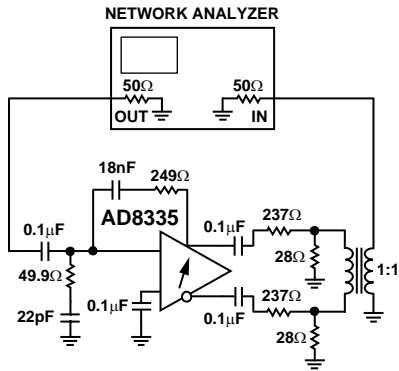 NETWORK ANALYZER
50Ω
50Ω
OUT
IN
18nF
249Ω
AD8335
0.1μF
0.1μF
237Ω
49.9Ω
28Ω
1:1
22pF
0.1μF
237Ω
0.1μF
28Ω